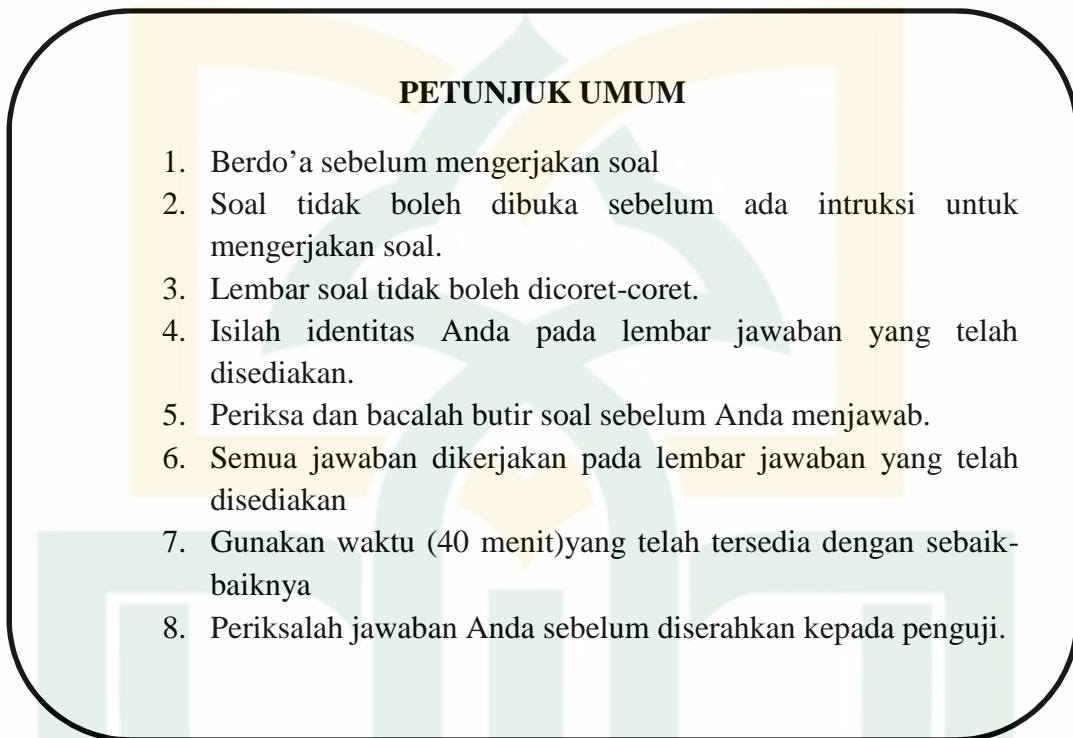 PETUNJUK UMUM
1. Berdo’a sebelum mengerjakan soal
2. Soal tidak boleh dibuka sebelum ada intruksi untuk
mengerjakan soal.
3. Lembar soal tidak boleh dicoret-coret.
4. Isilah identitas Anda pada lembar jawaban yang telah
disediakan.
5. Periksa dan bacalah butir soal sebelum Anda menjawab.
6. Semua jawaban dikerjakan pada lembar jawaban yang telah
disediakan
7. Gunakan waktu (40 menit)yang telah tersedia dengan sebaik-
baiknya
8. Periksalah jawaban Anda sebelum diserahkan kepada penguji.